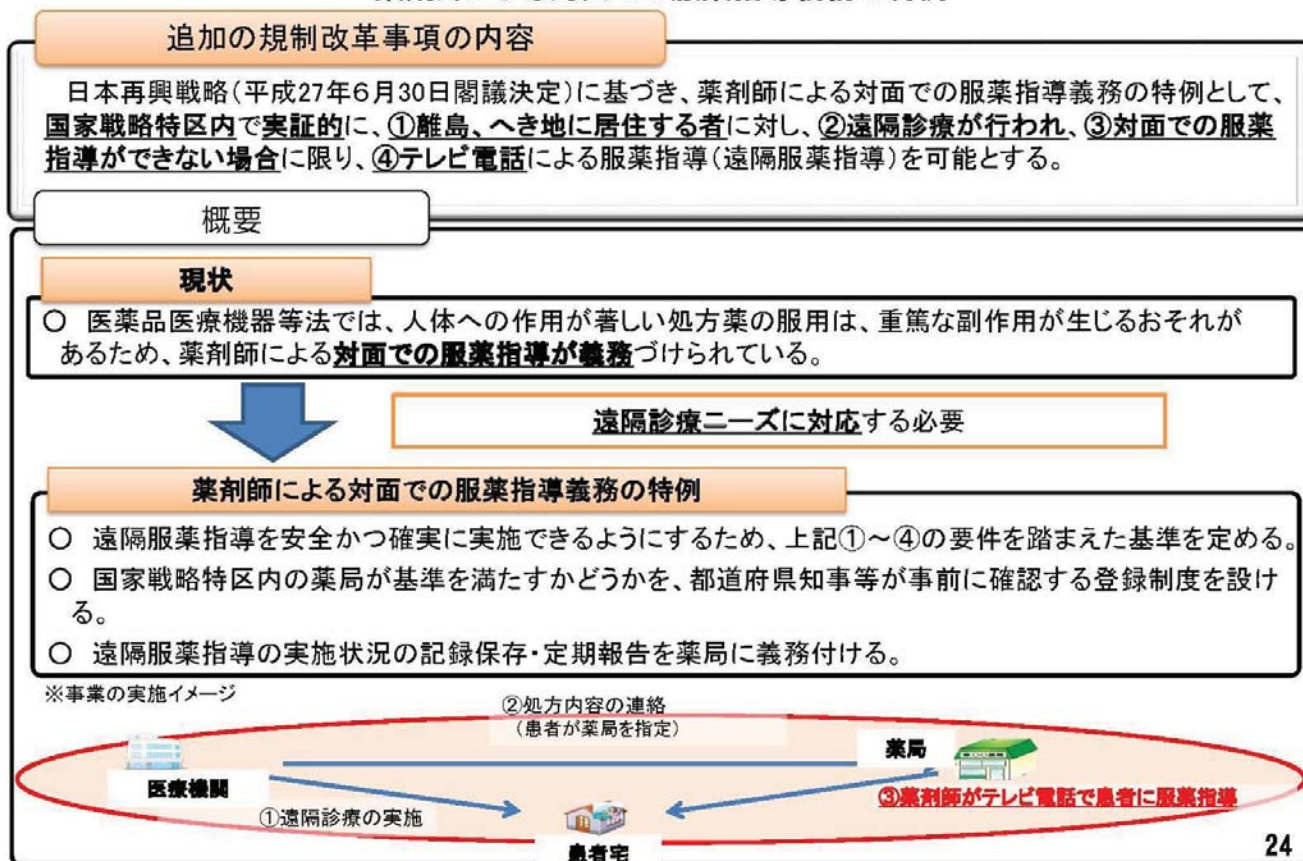 追加の規制改革事項の内容
日本再興戦略(平成27年6月30日閣議決定)に基づき、薬剤師による対面での服薬指導義務の特例として、
国家戦略特区内で実証的に、①離島、へき地に居住する者に対し、②遠隔診療が行われ、③対面での服薬
指導ができない場合に限り、④テレビ電話による服薬指導(遠隔服薬指導)を可能とする。
概要
現状
○ 医薬品医療機器等法では、人体への作用が著しい処方薬の服用は、重篤な副作用が生じるおそれが
あるため、薬剤師による対面での服薬指導が義務づけられている。
遠隔診療ニーズに対応する必要
薬剤師による対面での服薬指導義務の特例
○ 遠隔服薬指導を安全かつ確実に実施できるようにするため、上記①～④の要件を踏まえた基準を定める。
○ 国家戦略特区内の薬局が基準を満たすかどうかを、都道府県知事等が事前に確認する登録制度を設け
る。
○ 遠隔服薬指導の実施状況の記録保存・定期報告を薬局に義務付ける。
※事業の実施イメージ
②処方内容の連絡
(患者が薬局を指定)
薬局
医療機関
③薬剤師がテレビ電話で患者に服薬指導
①遠隔診療の実施
患者宅
24